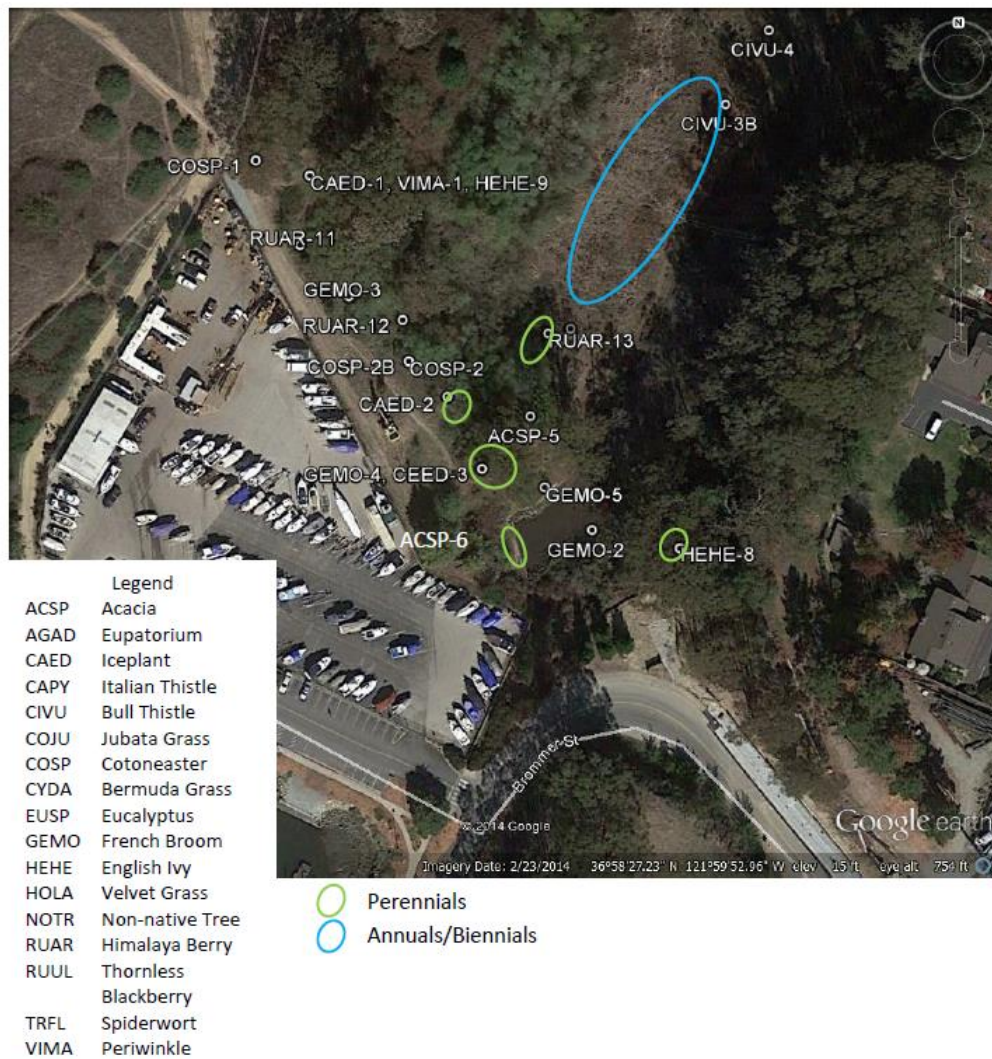 N
CIVU-4
CIVU-3B
COSP-1
CAED-1, VIMA-1, HEHE-9
RUAR-11
GEMO-3
RUAR-12
RUAR-13
COSP-2B
COSP-2
CAED-2
ACSP-5
GEMO-4, CEED-3
GEMO-5
ACSP-6
GEMO-2
HEHE-8
Brommer St
© 2014 Google
Google earth
Imagery Date: 2/23/2014 36°58'27.23" N 121°59'52.96" W elev 15 ft eye alt 754 ft
Legend
ACSP Acacia
AGAD Eupatorium
CAED Iceplant
CAPY Italian Thistle
CIVU Bull Thistle
COJU Jubata Grass
COSP Cotoneaster
CYDA Bermuda Grass
EUSP Eucalyptus
GEMO French Broom
HEHE English Ivy
HOLA Velvet Grass
NOTR Non-native Tree
RUAR Himalaya Berry
RUUL Thornless
Blackberry
TRFL Spiderwort
VIMA Periwinkle
Perennials
Annuals/Biennials